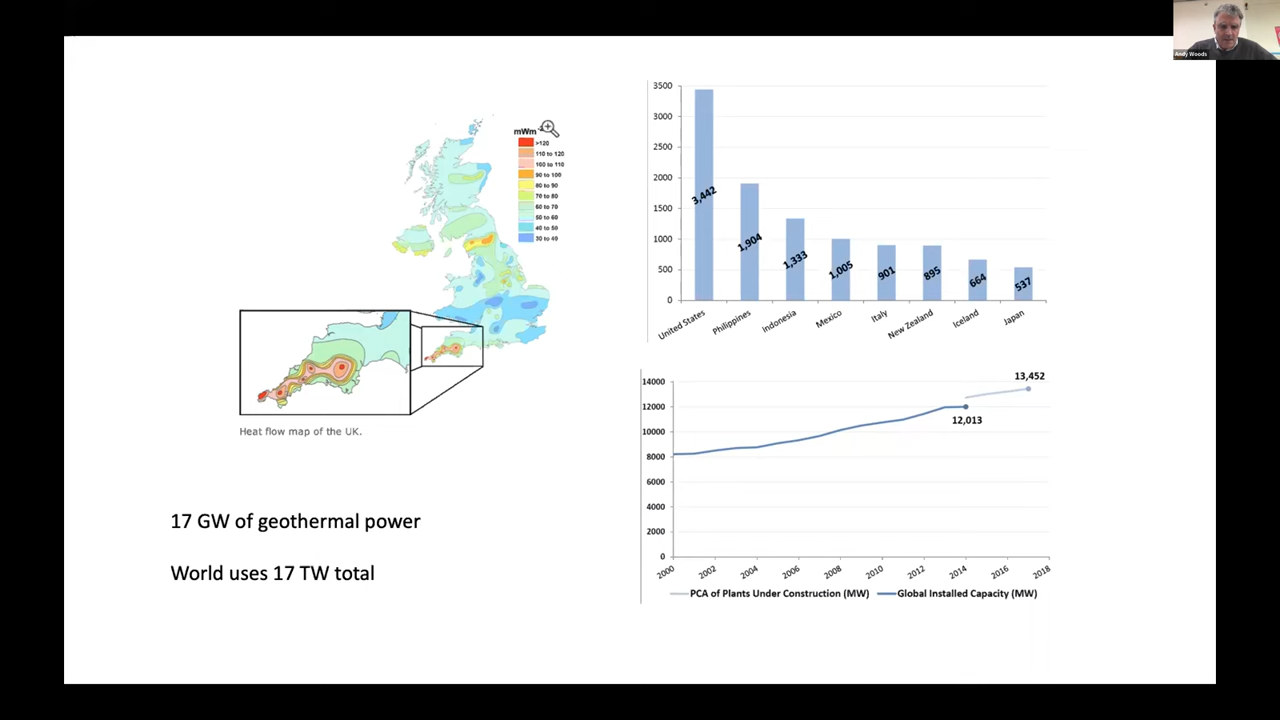 Andy Woods
mWm-2
>120
110 to 120
100 to 110
90 to 100
80 to 90
70 to 80
60 to 70
50 to 60
40 to 50
30 to 40
Heat flow map of the UK.
17 GW of geothermal power
World uses 17 TW total
3500
3000
2500
2000
1500
1000
500
0
3,442
1,904
1,333
1,005
901
895
664
537
United States
Philippines
Indonesia
Mexico
Italy
New Zealand
Iceland
Japan
14000
12000
10000
8000
6000
4000
2000
0
13,452
12,013
2000
2002
2004
2006
2008
2010
2012
2014
2016
2018
PCA of Plants Under Construction (MW)
Global Installed Capacity (MW)